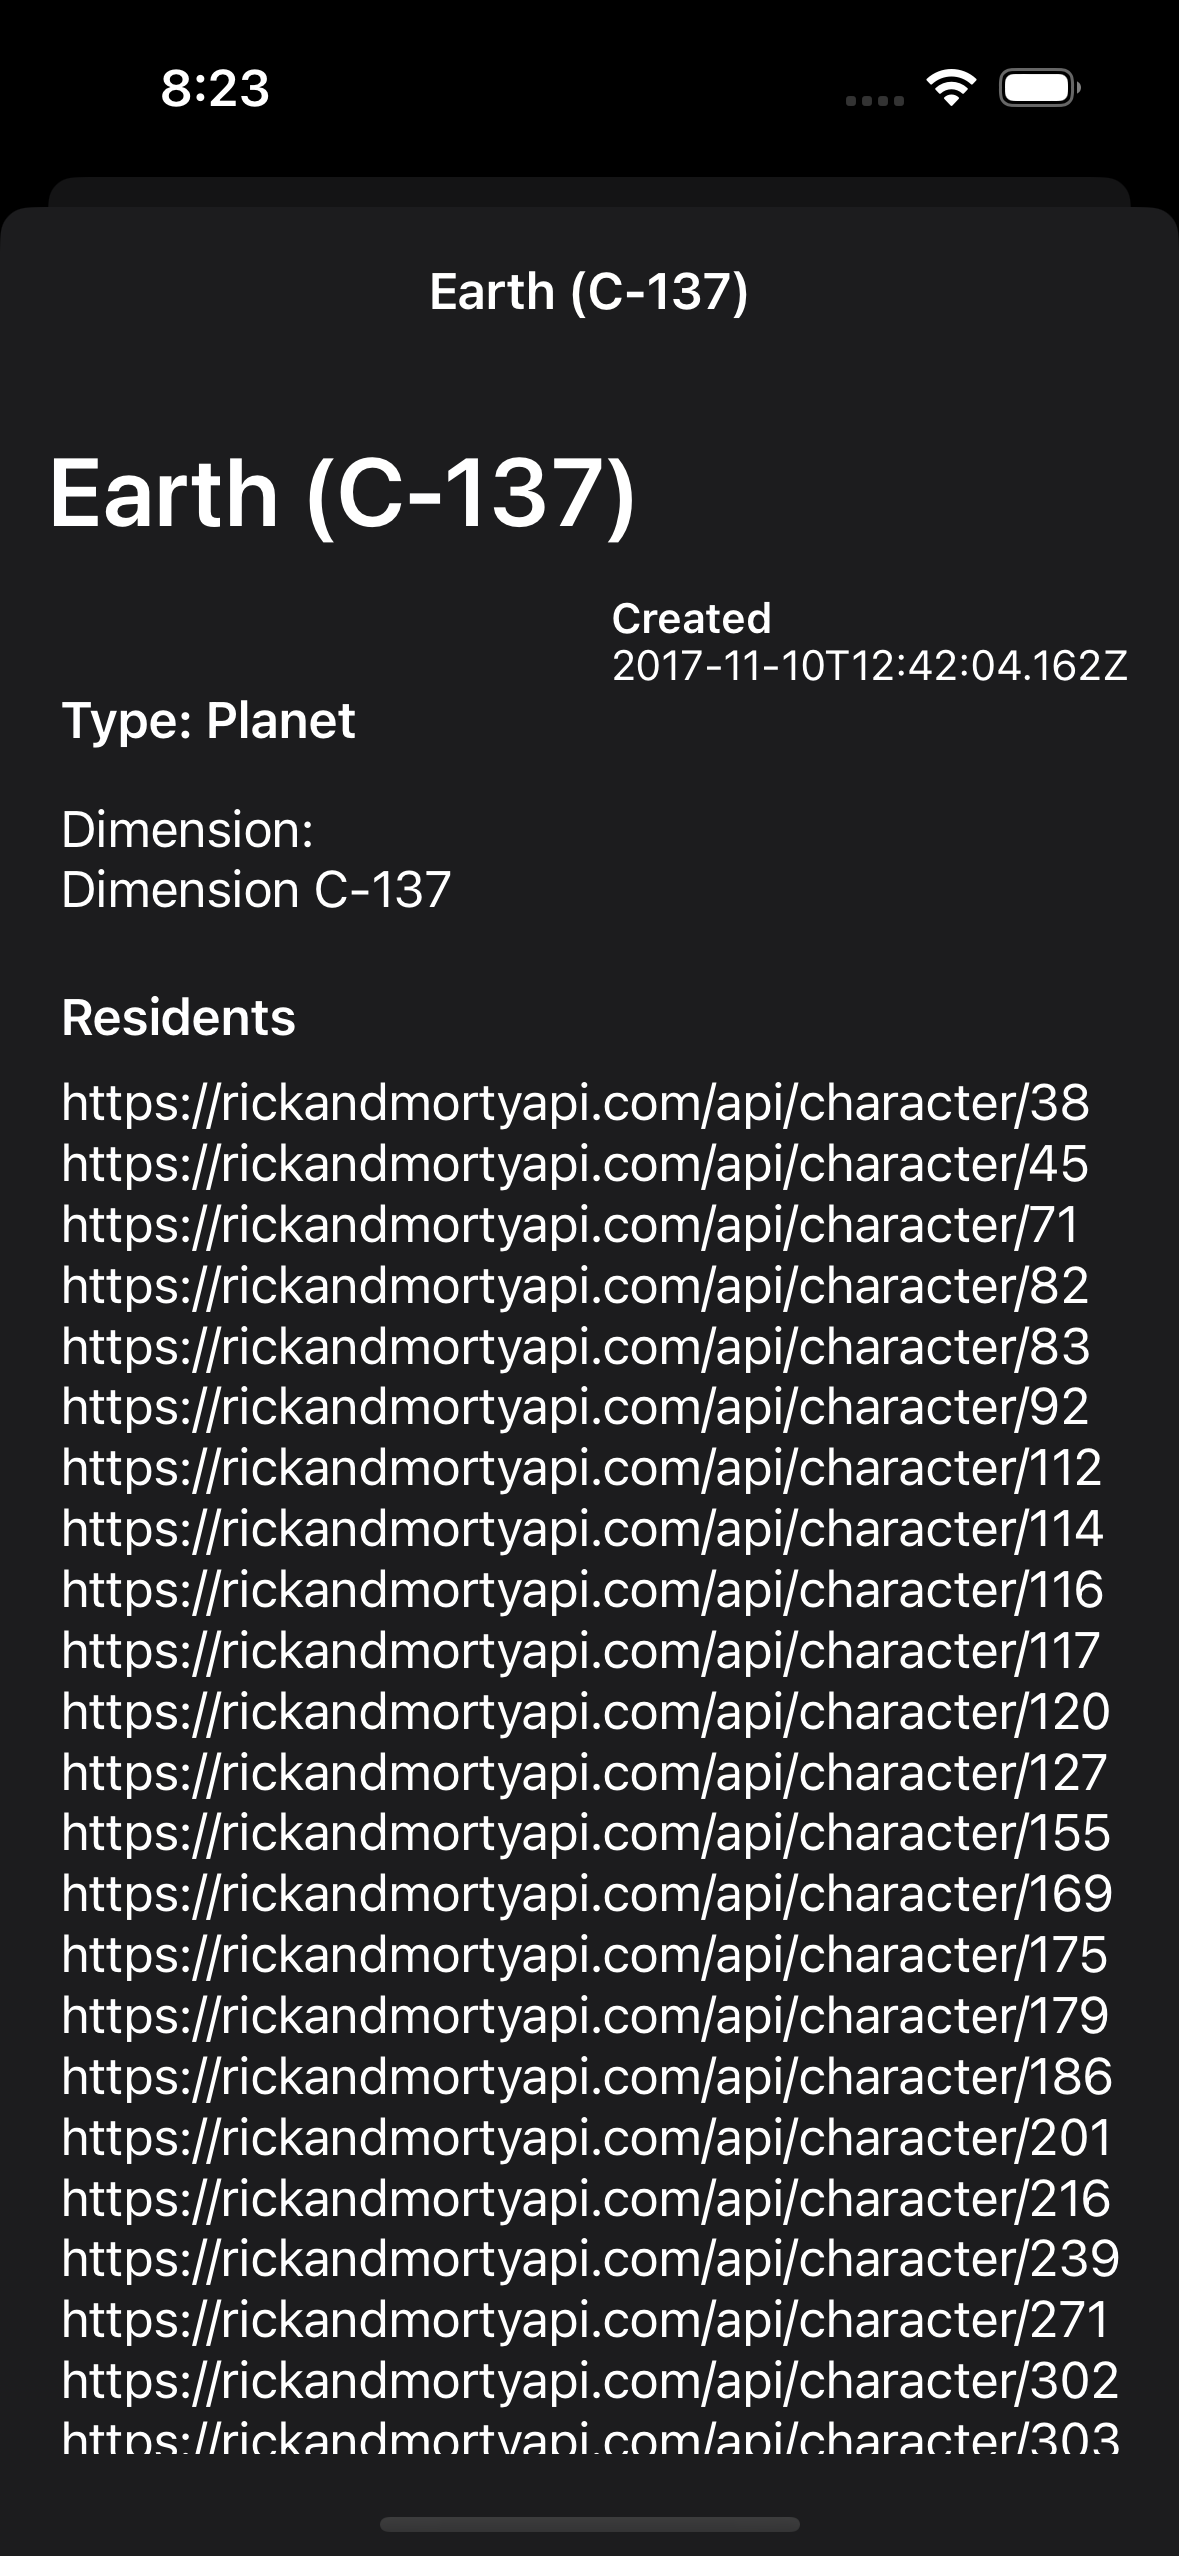 8:23
Earth (C-137)
Earth (C-137)
Created
2017-11-10T12:42:04.162Z
Type: Planet
Dimension:
Dimension C-137
Residents
https://rickandmortyapi.com/api/character/38
https://rickandmortyapi.com/api/character/45
https://rickandmortyapi.com/api/character/71
https://rickandmortyapi.com/api/character/82
https://rickandmortyapi.com/api/character/83
https://rickandmortyapi.com/api/character/92
https://rickandmortyapi.com/api/character/112
https://rickandmortyapi.com/api/character/114
https://rickandmortyapi.com/api/character/116
https://rickandmortyapi.com/api/character/117
https://rickandmortyapi.com/api/character/120
https://rickandmortyapi.com/api/character/127
https://rickandmortyapi.com/api/character/155
https://rickandmortyapi.com/api/character/169
https://rickandmortyapi.com/api/character/175
https://rickandmortyapi.com/api/character/179
https://rickandmortyapi.com/api/character/186
https://rickandmortyapi.com/api/character/201
https://rickandmortyapi.com/api/character/216
https://rickandmortyapi.com/api/character/239
https://rickandmortyapi.com/api/character/271
https://rickandmortyapi.com/api/character/302
https://rickandmortyapi.com/api/character/303